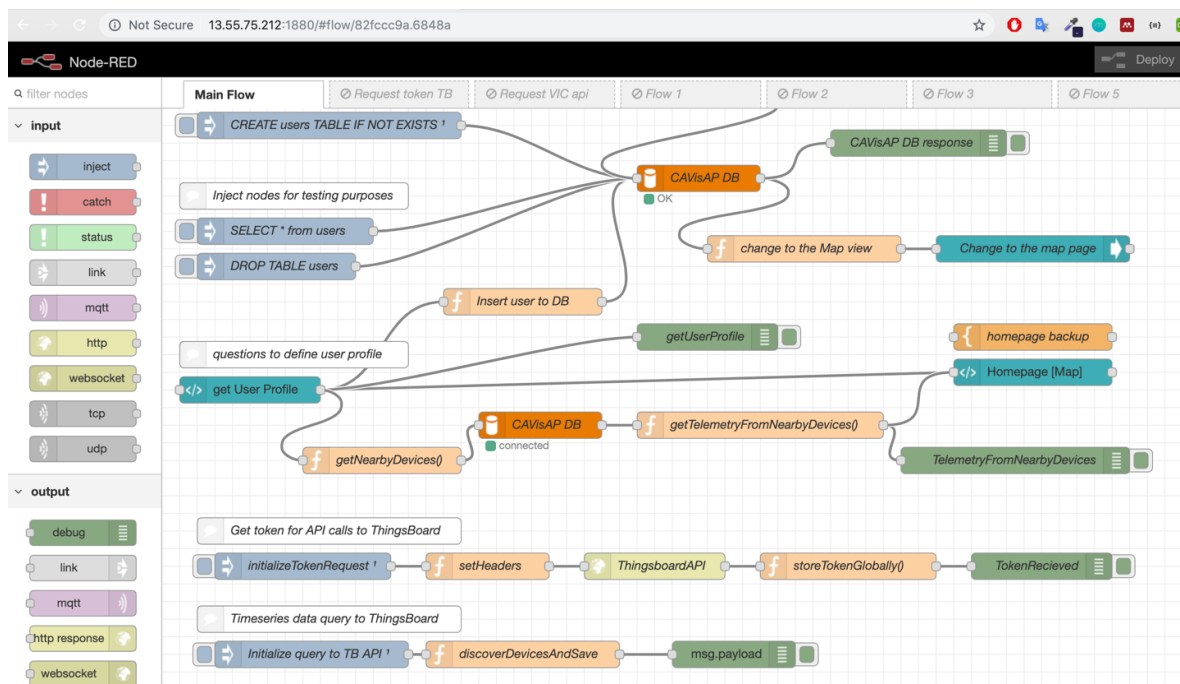 Not Secure 13.55.75.212:1880/#flow/82fccc9a.6848a
Node-RED
Deploy
filter nodes
Main Flow
Request token TB
Request VIC api
Flow 1
Flow 2
Flow 3
Flow 5
input
inject
catch
status
link
mqtt
http
websocket
tcp
udp
output
debug
link
mqtt
http response
websocket
CREATE users TABLE IF NOT EXISTS ¹
CAVisAP DB response
CAVisAP DB
OK
Inject nodes for testing purposes
SELECT * from users
change to the Map view
Change to the map page
DROP TABLE users
Insert user to DB
getUserProfile
homepage backup
questions to define user profile
get User Profile
Homepage [Map]
CAVisAP DB
connected
getTelemetryFromNearbyDevices()
getNearbyDevices()
TelemetryFromNearbyDevices
Get token for API calls to ThingsBoard
initializeTokenRequest ¹
setHeaders
ThingsboardAPI
storeTokenGlobally()
TokenRecieved
Timeseries data query to ThingsBoard
Initialize query to TB API ¹
discoverDevicesAndSave
msg.payload